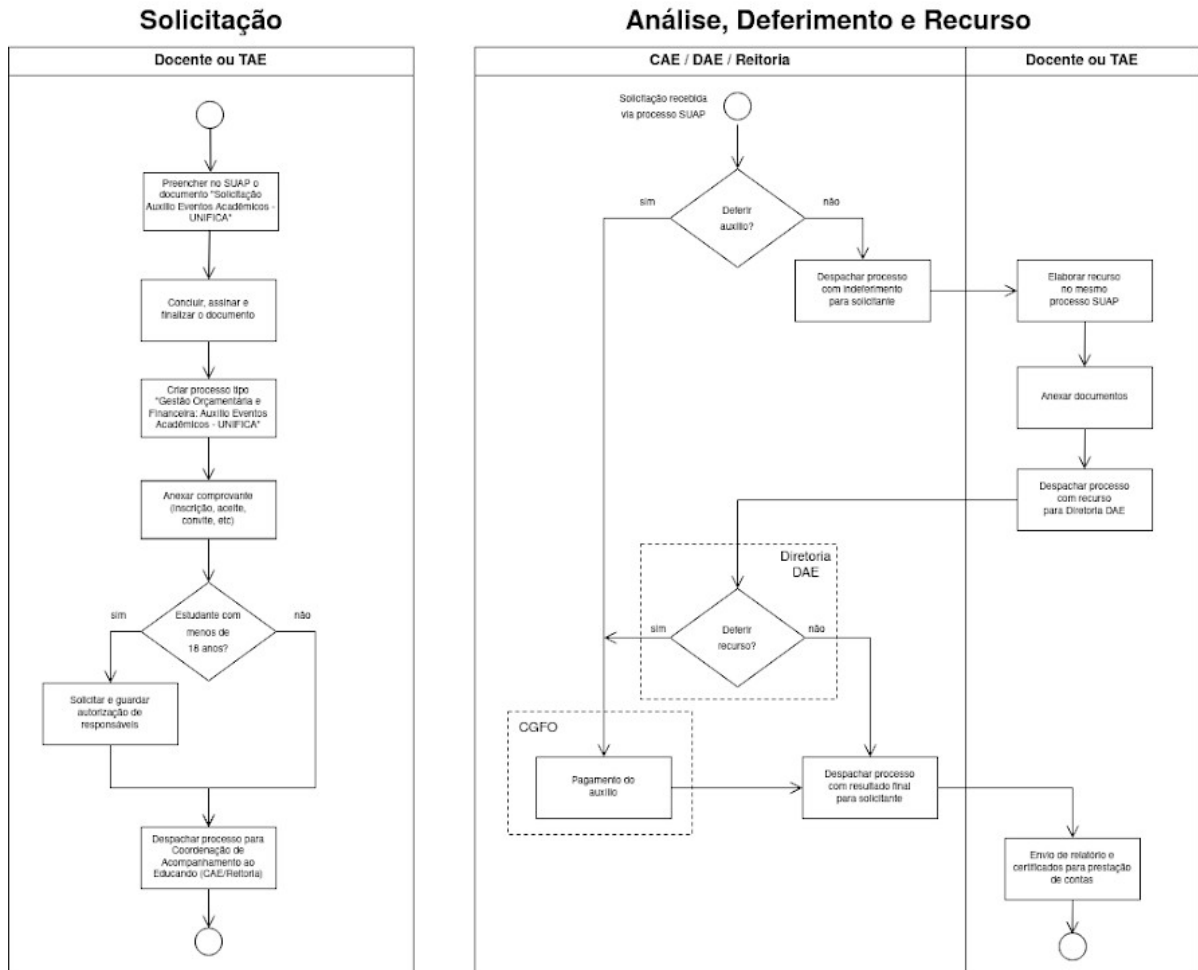 Solicitação
Docente ou TAE
Preencher no SUAP o
documento "Solicitação
Auxílio Eventos Acadêmicos -
UNIFICA"
Concluir, assinar e
finalizar o documento
Criar processo tipo
"Gestão Orçamentária e
Financeira: Auxílio Eventos
Acadêmicos - UNIFICA"
Anexar comprovante
(inscrição, aceite,
convite, etc)
Estudante com
menos de
18 anos?
sim
não
Solicitar e guardar
autorização de
responsáveis
Despachar processo para
Coordenação de
Acompanhamento ao
Educando (CAE/Reitoria)
Análise, Deferimento e Recurso
CAE / DAE / Reitoria
Docente ou TAE
Solicitação recebida
via processo SUAP
Deferir
auxílio?
sim
não
Despachar processo
com indeferimento
para solicitante
Elaborar recurso
no mesmo
processo SUAP
Anexar documentos
Despachar processo
com recurso
para Diretoria DAE
Diretoria
DAE
Deferir
recurso?
sim
não
CGFO
Pagamento do
auxílio
Despachar processo
com resultado final
para solicitante
Envio de relatório e
certificados para prestação
de contas